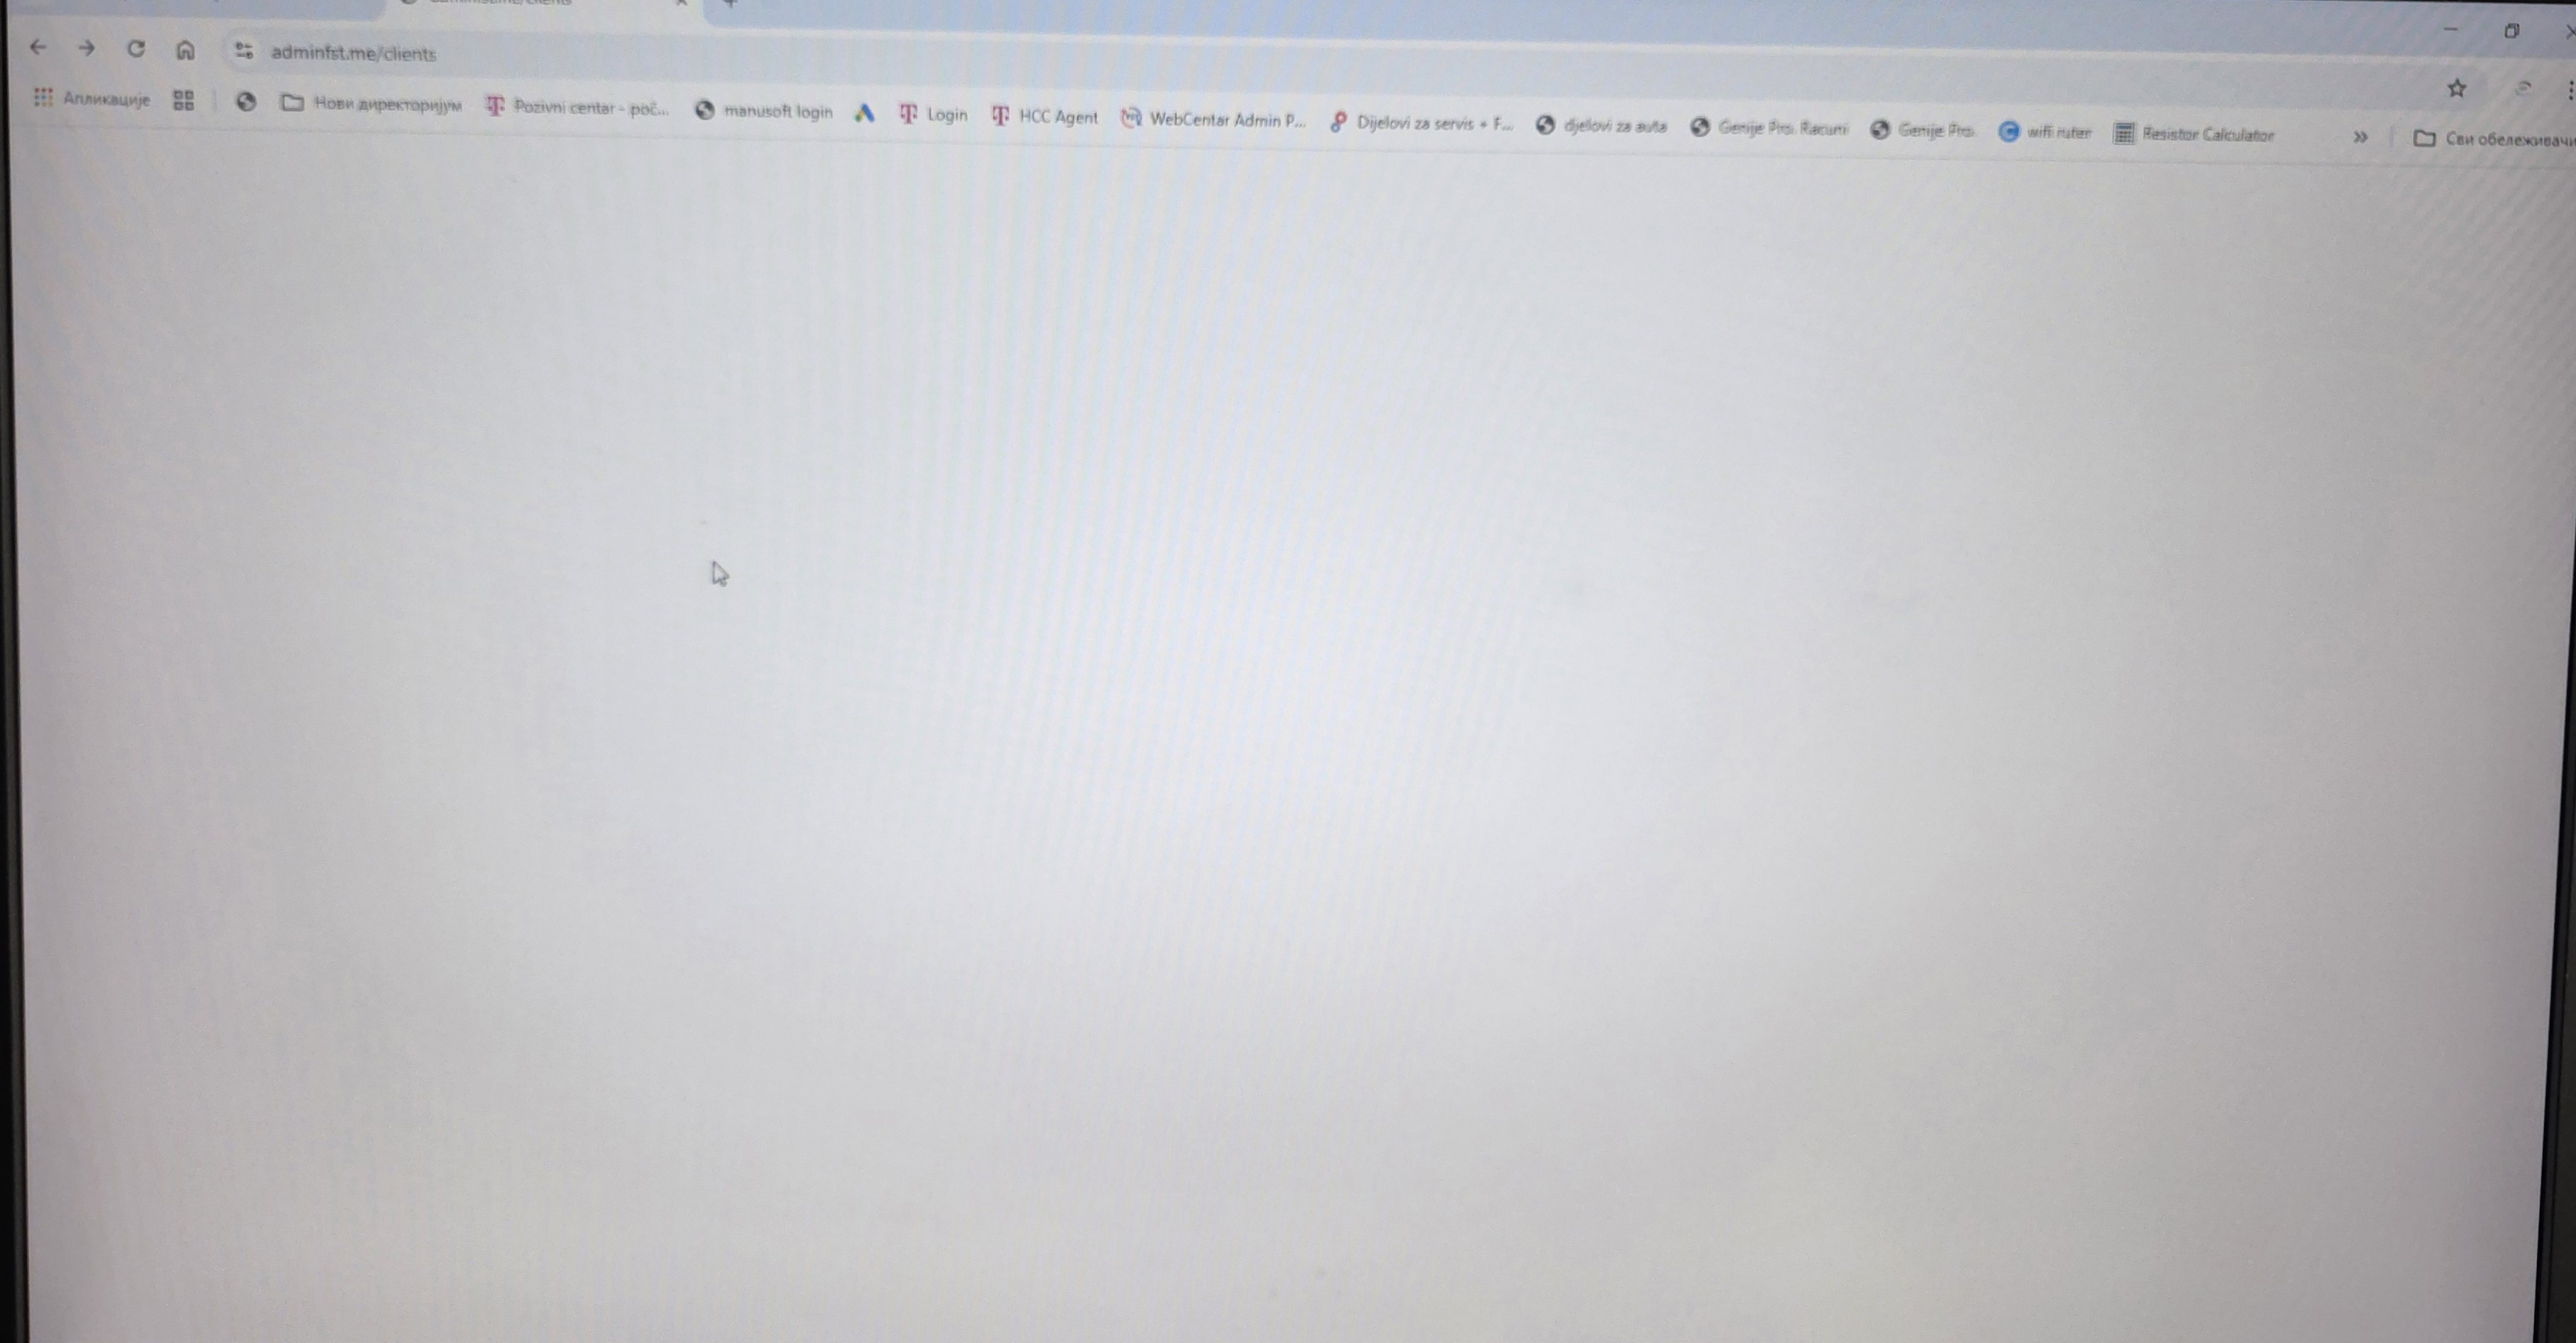 adminfst.me/clients
Апликације Нови директоријум Pozivni centar - poč... manusoft login Login HCC Agent WebCentar Admin P... Dijelovi za servis + F... djelovi za auta Genije Pro. Racuni Genije Pro. wifi ruter Resistor Calculator Сви обележивачи